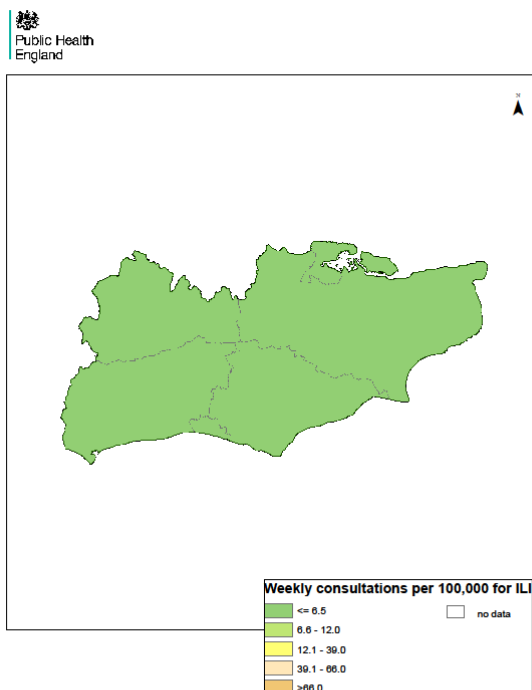 Public Health
England
N
Weekly consultations per 100,000 for ILI
<= 6.5
no data
6.6 - 12.0
12.1 - 39.0
39.1 - 66.0
>66.0